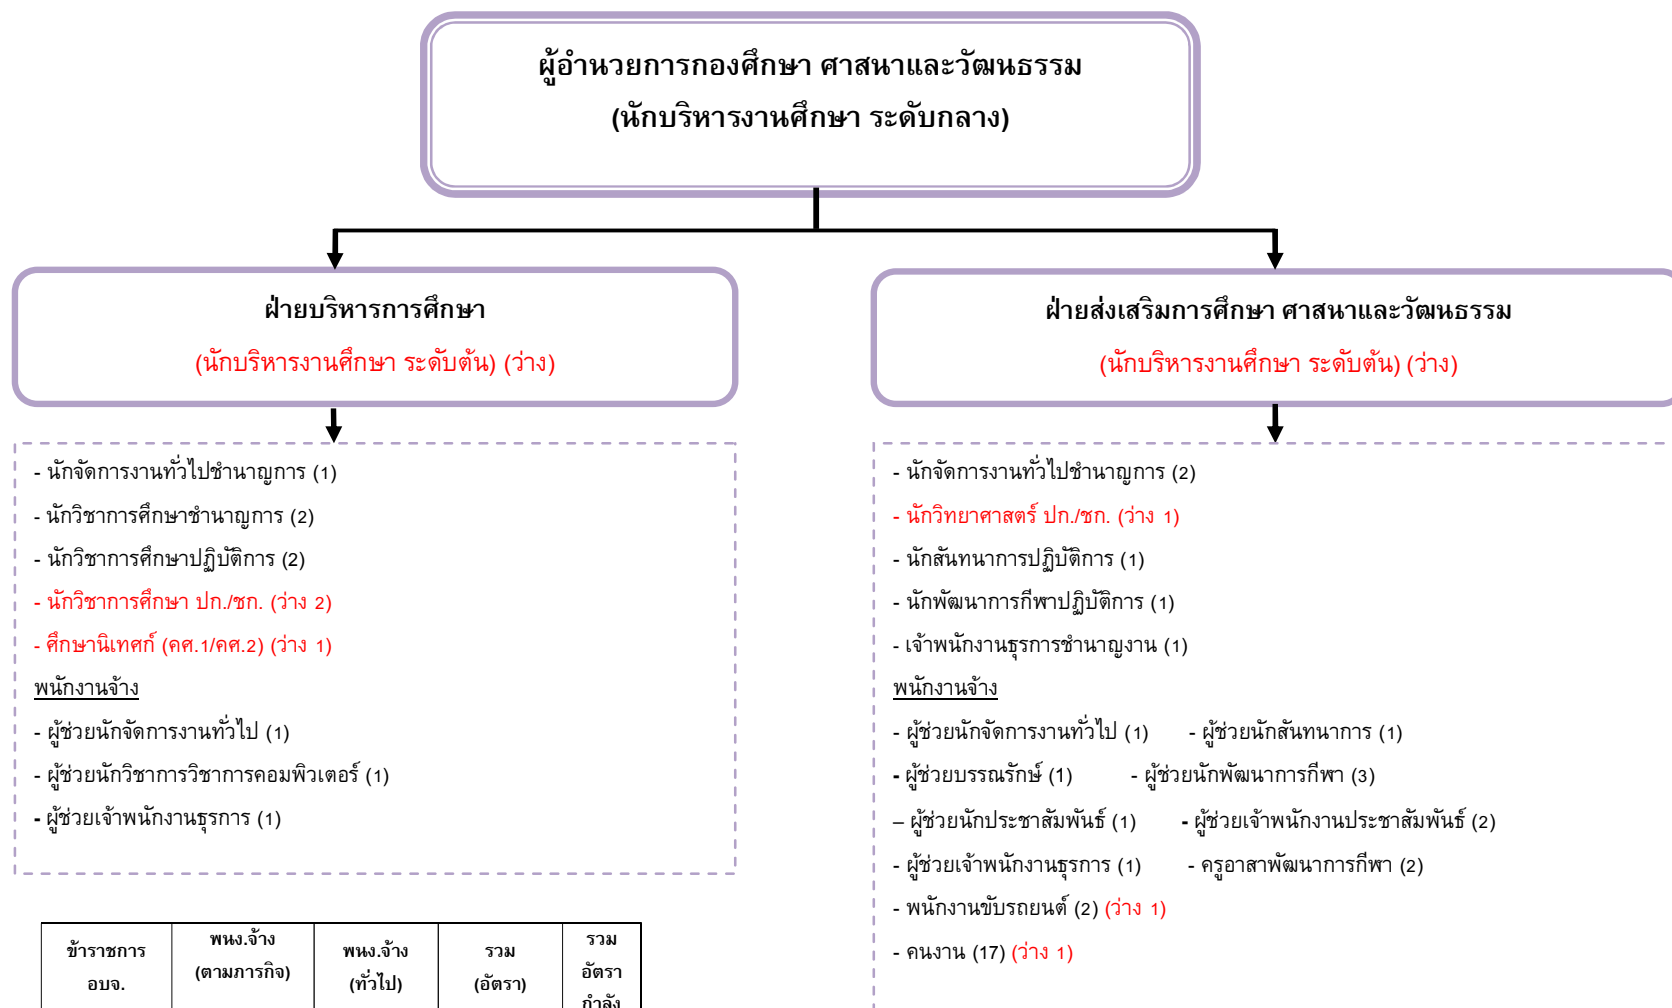 ผู้อำนวยการกองศึกษา ศาสนาและวัฒนธรรม
(นักบริหารงานศึกษา ระดับกลาง)
ฝ่ายบริหารการศึกษา
(นักบริหารงานศึกษา ระดับต้น) (ว่าง)
- นักจัดการงานทั่วไปชำนาญการ (1)
- นักวิชาการศึกษาชำนาญการ (2)
- นักวิชาการศึกษาปฏิบัติการ (2)
- นักวิชาการศึกษา ปก./ชก. (ว่าง 2)
- ศึกษานิเทศก์ (คศ.1/คศ.2) (ว่าง 1)
พนักงานจ้าง
- ผู้ช่วยนักจัดการงานทั่วไป (1)
- ผู้ช่วยนักวิชาการวิชาการคอมพิวเตอร์ (1)
- ผู้ช่วยเจ้าพนักงานธุรการ (1)
ฝ่ายส่งเสริมการศึกษา ศาสนาและวัฒนธรรม
(นักบริหารงานศึกษา ระดับต้น) (ว่าง)
- นักจัดการงานทั่วไปชำนาญการ (2)
- นักวิทยาศาสตร์ ปก./ชก. (ว่าง 1)
- นักสันทนาการปฏิบัติการ (1)
- นักพัฒนาการกีฬาปฏิบัติการ (1)
- เจ้าพนักงานธุรการชำนาญงาน (1)
พนักงานจ้าง
- ผู้ช่วยนักจัดการงานทั่วไป (1) - ผู้ช่วยนักสันทนาการ (1)
- ผู้ช่วยบรรณรักษ์ (1) - ผู้ช่วยนักพัฒนาการกีฬา (3)
– ผู้ช่วยนักประชาสัมพันธ์ (1) - ผู้ช่วยเจ้าพนักงานประชาสัมพันธ์ (2)
- ผู้ช่วยเจ้าพนักงานธุรการ (1) - ครูอาสาพัฒนาการกีฬา (2)
- พนักงานขับรถยนต์ (2) (ว่าง 1)
- คนงาน (17) (ว่าง 1)
ข้าราชการ
อบจ.
พนง.จ้าง
(ตามภารกิจ)
พนง.จ้าง
(ทั่วไป)
รวม
(อัตรา)
รวม
อัตรา
กำลัง